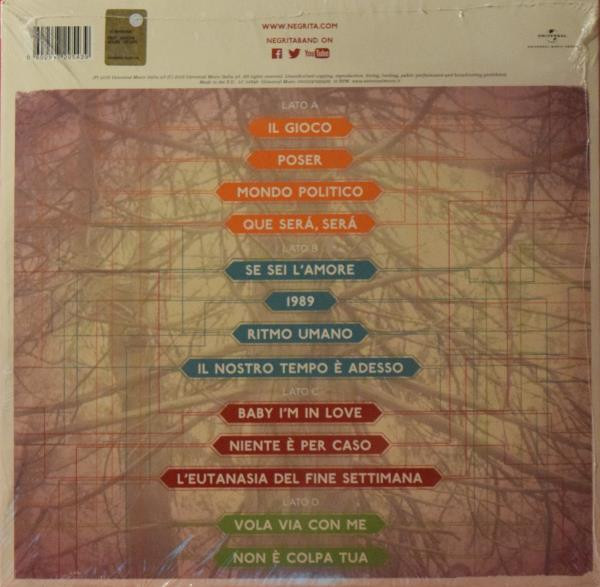 WWW.NEGRITA.COM
NEGRITABAND ON
You Tube
UNIVERSAL
LATO A
IL GIOCO
POSER
MONDO POLITICO
QUE SERÁ, SERÁ
LATO B
SE SEI L'AMORE
1989
RITMO UMANO
IL NOSTRO TEMPO È ADESSO
LATO C
BABY I'M IN LOVE
NIENTE È PER CASO
L'EUTANASIA DEL FINE SETTIMANA
LATO D
VOLA VIA CON ME
NON È COLPA TUA